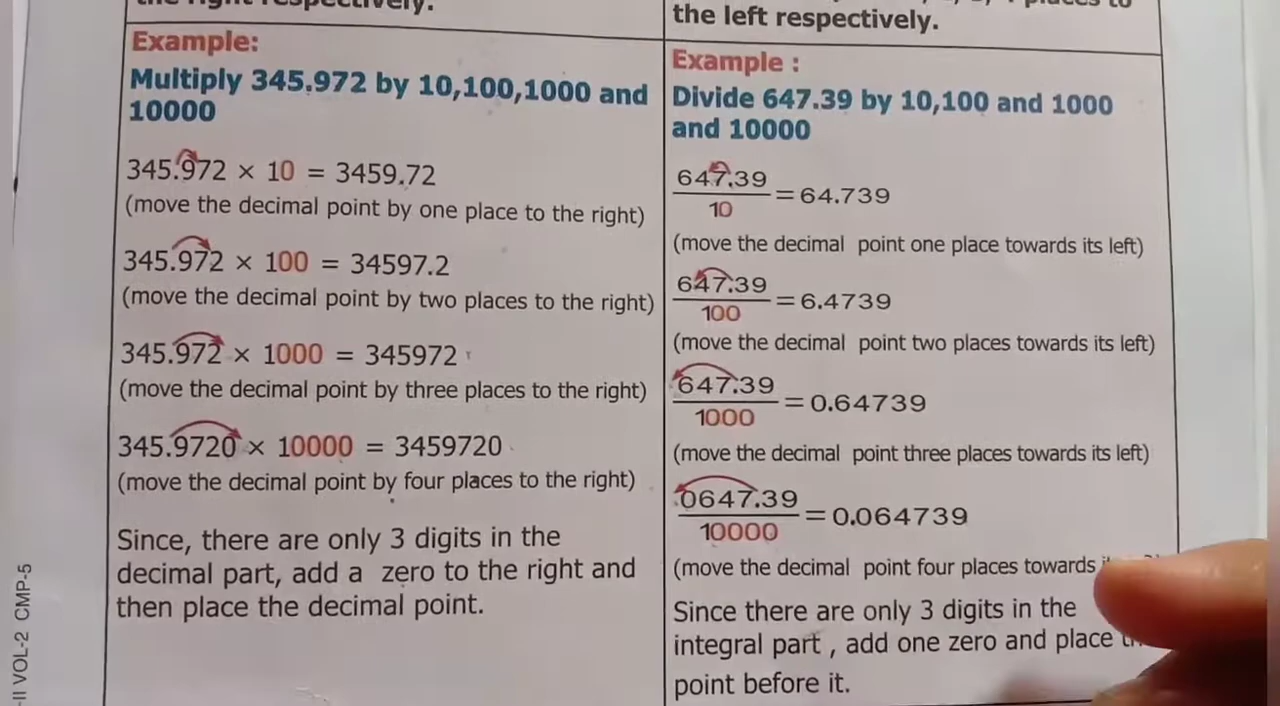 the right respectively.
Example:
Multiply 345.972 by 10,100,1000 and
10000
345.972 × 10 = 3459.72
(move the decimal point by one place to the right)
345.972 × 100 = 34597.2
(move the decimal point by two places to the right)
345.972 × 1000 = 345972
(move the decimal point by three places to the right)
345.9720 × 10000 = 3459720
(move the decimal point by four places to the right)
Since, there are only 3 digits in the
decimal part, add a zero to the right and
then place the decimal point.
places to
the left respectively.
Example :
Divide 647.39 by 10,100 and 1000
and 10000
647.39
10
= 64.739
(move the decimal point one place towards its left)
647.39
100
= 6.4739
(move the decimal point two places towards its left)
647.39
1000
= 0.64739
(move the decimal point three places towards its left)
0647.39
10000
= 0.064739
(move the decimal point four places towards
Since there are only 3 digits in the
integral part , add one zero and place
point before it.
-II VOL-2 CMP-5